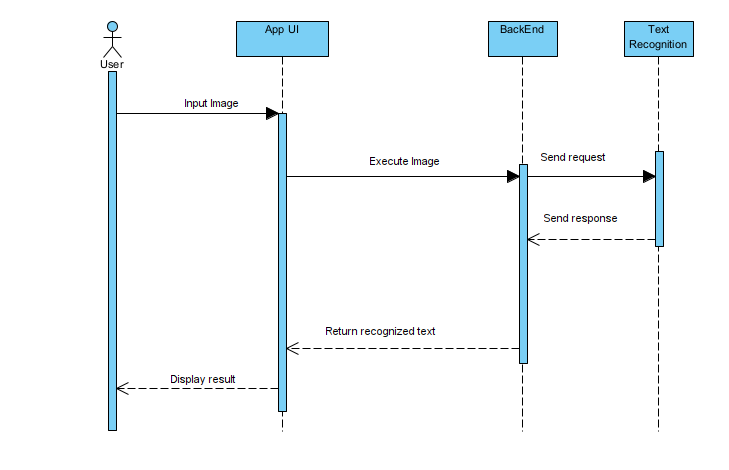 App UI
BackEnd
Text
Recognition
User
Input Image
Execute Image
Send request
Send response
Return recognized text
Display result